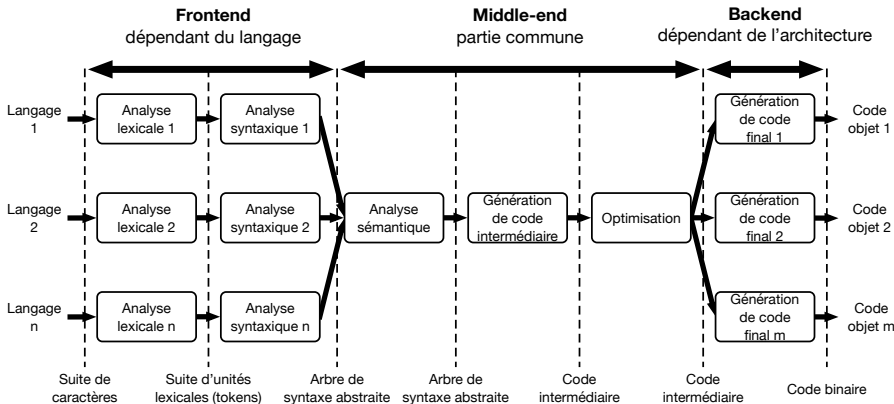 Frontend
dépendant du langage
Middle-end
partie commune
Backend
dépendant de l'architecture
Langage
1
Analyse
lexicale 1
Analyse
syntaxique 1
Génération
de code
final 1
Code
objet 1
Langage
2
Analyse
lexicale 2
Analyse
syntaxique 2
Analyse
sémantique
Génération
de code
intermédiaire
Optimisation
Génération
de code
final 2
Code
objet 2
Langage
n
Analyse
lexicale n
Analyse
syntaxique n
Génération
de code
final m
Code
objet m
Suite de
caractères
Suite d'unités
lexicales (tokens)
Arbre de
syntaxe abstraite
Arbre de
syntaxe abstraite
Code
intermédiaire
Code
intermédiaire
Code binaire